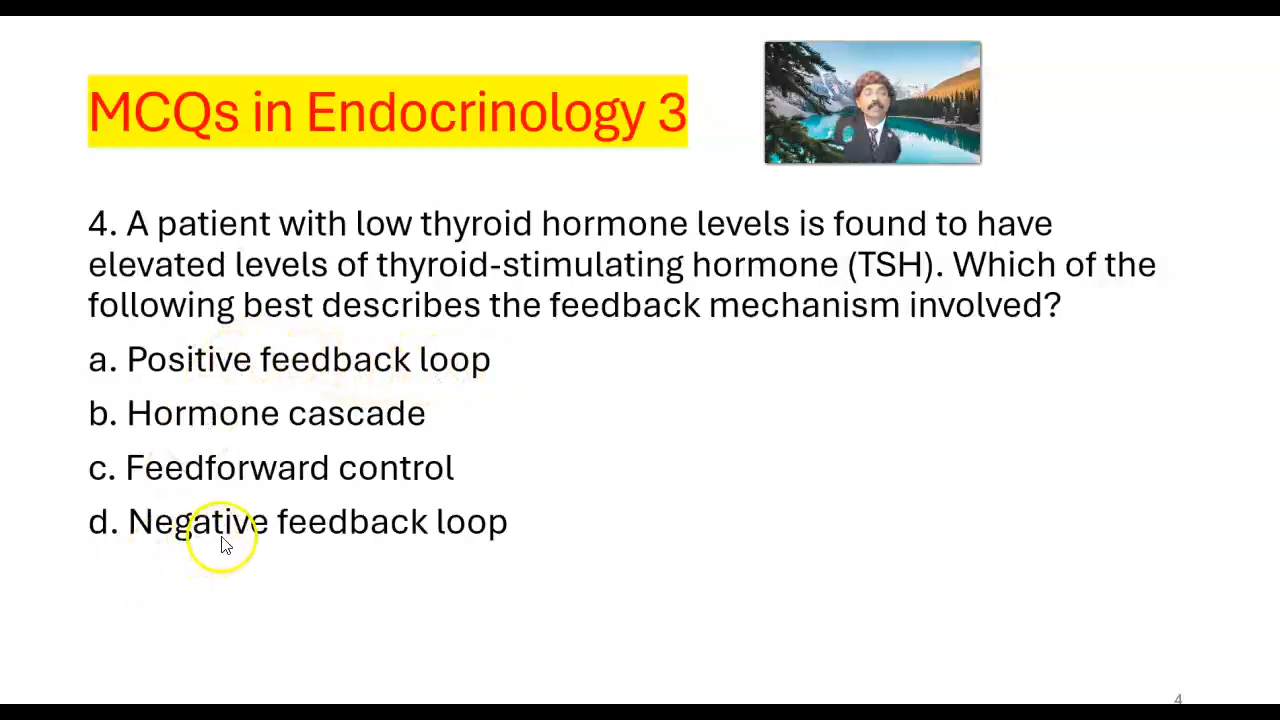 MCQs in Endocrinology 3
4. A patient with low thyroid hormone levels is found to have
elevated levels of thyroid-stimulating hormone (TSH). Which of the
following best describes the feedback mechanism involved?
a. Positive feedback loop
b. Hormone cascade
c. Feedforward control
d. Negative feedback loop
4